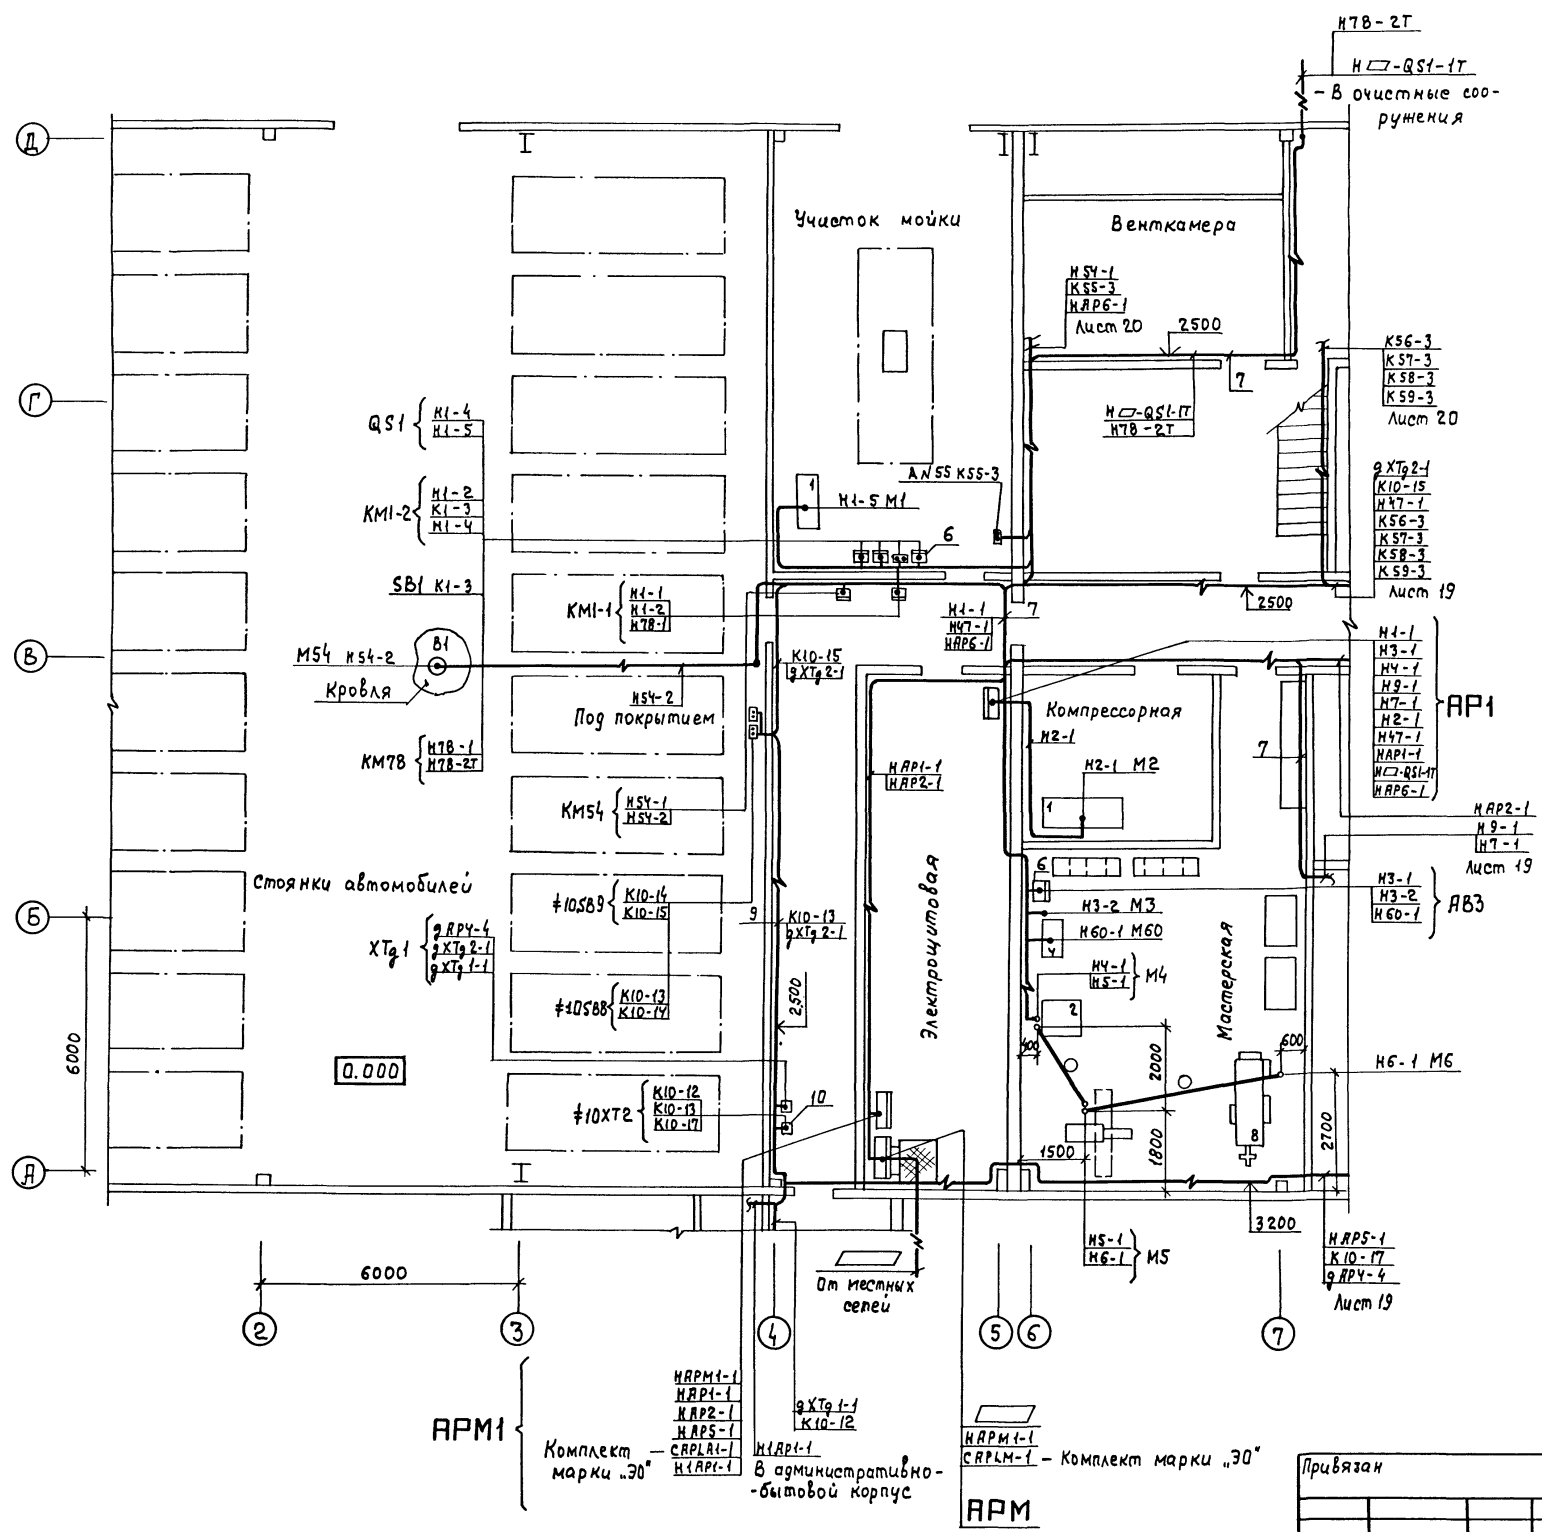 Н78-2Т
Н▱-QS1-1Т
- В очистные соо-
ружения
Д
Участок мойки
Венткамера
Н54-1
К55-3
НАР6-1
Лист 20
2500
К56-3
К57-3
К58-3
К59-3
Лист 20
7
Г
QS1
Н1-4
Н1-5
Н▱-QS1-1Т
Н78-2Т
АN55 К55-3
gХТg2-1
К10-15
Н47-1
К56-3
К57-3
К58-3
К59-3
Лист 19
КМ1-2
Н1-2
К1-3
Н1-4
1
Н1-5 М1
6
SB1 К1-3
КМ1-1
Н1-1
Н1-2
Н78-1
Н1-1
Н47-1
НАР6-1
7
2500
В
М54 Н54-2
В1
Кровля
Н54-2
Под покрытием
К10-15
gХТg2-1
Н1-1
Н3-1
Н4-1
Н9-1
Н7-1
Н2-1
Н47-1
НАР1-1
Н▱-QS1-1Т
НАР6-1
АР1
Компрессорная
Н2-1
Н2-1 М2
1
7
КМ78
Н78-1
Н78-2Т
НАР1-1
НАР2-1
КМ54
Н54-1
Н54-2
НАР2-1
Н9-1
Н7-1
Лист 19
Стоянки автомобилей
Электрощитовая
Мастерская
6
Н3-1
Н3-2
Н60-1
АВ3
Б
‡10SB9
К10-14
К10-15
9
К10-13
gХТg2-1
Н3-2 М3
Н60-1 М60
4
ХТg1
gАР4-4
gХТg2-1
gХТg1-1
Н4-1
Н5-1
М4
‡10SB8
К10-13
К10-14
2500
2
400
2000
600
6000
0.000
Н6-1 М6
‡10ХТ2
К10-12
К10-13
К10-17
10
8
1500
1800
2700
А
3200
Н5-1
Н6-1
М5
НАР5-1
К10-17
gАР4-4
Лист 19
6000
От местных
сетей
2
3
4
5
6
7
АРМ1
НАРМ1-1
НАР1-1
НАР2-1
НАР5-1
САРLА1-1
Н1АР1-1
Комплект
марки „ЭО"
gХТg1-1
К10-12
Н1АР1-1
В административно-
-бытовой корпус
НАРМ1-1
САРLМ-1 - Комплект марки „ЭО"
АРМ
Привязан